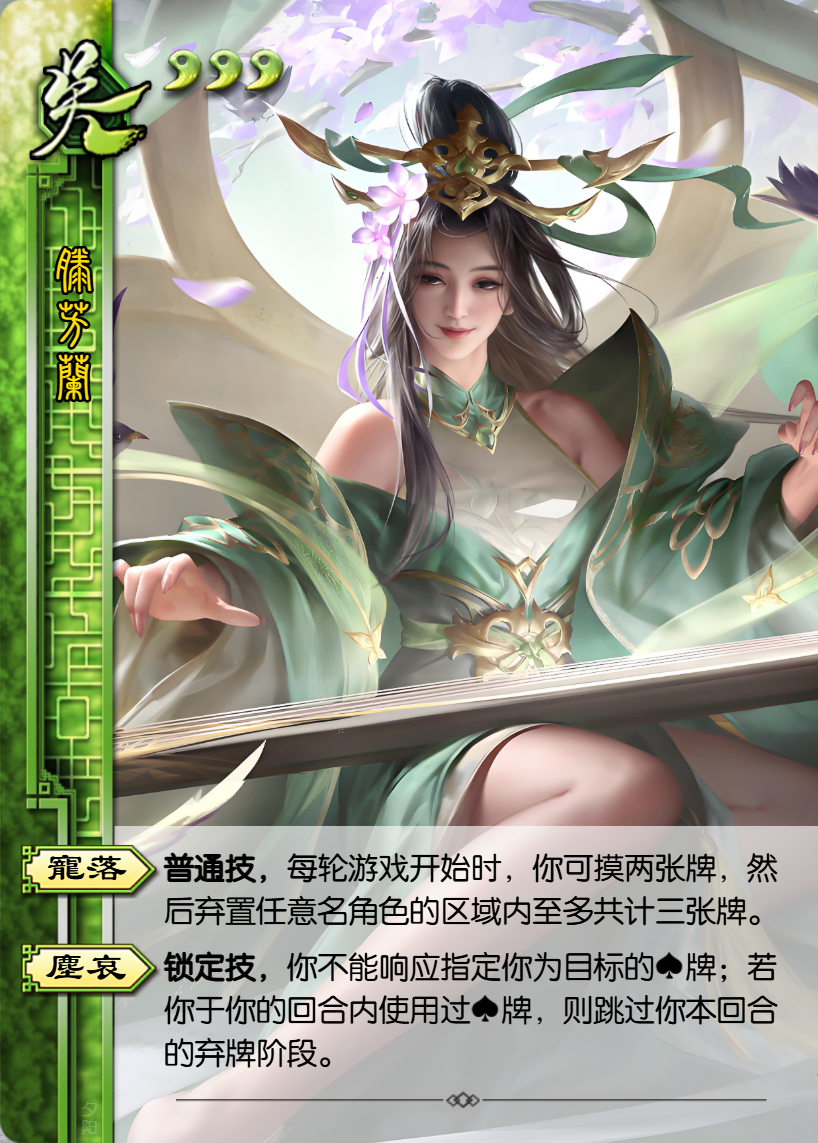 吴
滕芳蘭
寵落
普通技，每轮游戏开始时，你可摸两张牌，然
后弃置任意名角色的区域内至多共计三张牌。
塵哀
锁定技，你不能响应指定你为目标的♠牌；若
你于你的回合内使用过♠牌，则跳过你本回合
的弃牌阶段。
夕阳